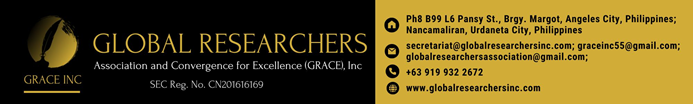 GRACE INC
GLOBAL RESEARCHERS
Association and Convergence for Excellence (GRACE), Inc
SEC Reg. No. CN201616169
Ph8 B99 L6 Pansy St., Brgy. Margot, Angeles City, Philippines;
Nancamaliran, Urdaneta City, Philippines
secretariat@globalresearchersinc.com; graceinc55@gmail.com;
globalresearchersassociation@gmail.com;
+63 919 932 2672
www.globalresearchersinc.com